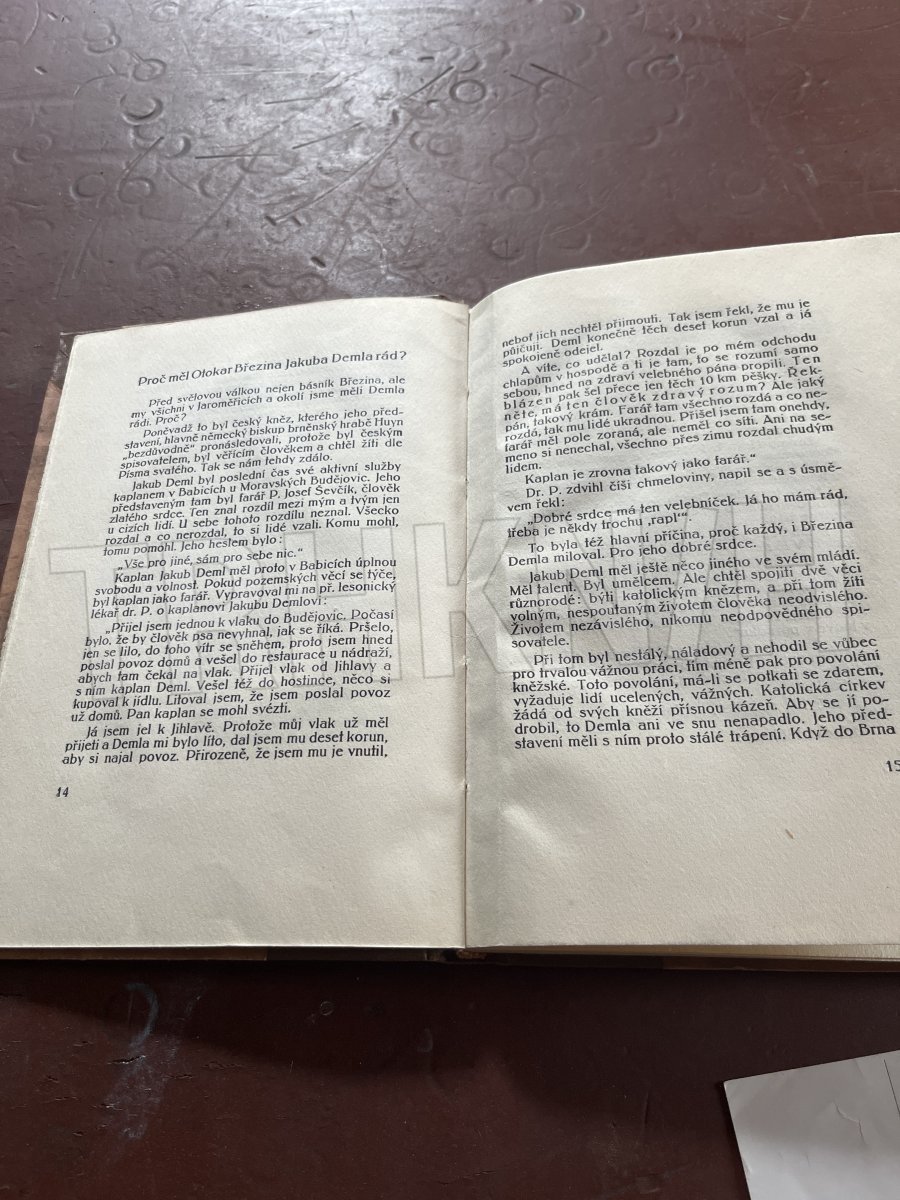 Proč měl Otokar Březina Jakuba Demla rád?
Před světovou válkou nejen básník Březina, ale
my všichni v Jaroměřicích a okolí jsme měli Demla
rádi. Proč?
Poněvadž to byl český kněz, kterého jeho před-
stavení, hlavně německý biskup brněnský hrabě Huyn
„bezdůvodně" pronásledovali, protože byl českým
spisovatelem, byl věřícím člověkem a chtěl žíti dle
Písma svatého. Tak se nám tehdy zdálo.
Jakub Deml byl poslední čas své aktivní služby
kaplanem v Babicích u Moravských Budějovic. Jeho
představeným tam byl farář P. Josef Ševčík, člověk
zlatého srdce. Ten znal rozdíl mezi mým a tvým jen
u cizích lidí. U sebe tohoto rozdílu neznal. Všecko
rozdal a co nerozdal, to si lidé vzali. Komu mohl,
tomu pomohl. Jeho heslem bylo:
„Vše pro jiné, sám pro sebe nic."
Kaplan Jakub Deml měl proto v Babicích úplnou
svobodu a volnost. Pokud pozemských věcí se týče,
byl kaplan jako farář. Vypravoval mi na př. lesonický
lékař dr. P. o kaplanovi Jakubu Demlovi:
„Přijel jsem jednou k vlaku do Budějovic. Počasí
bylo, že by člověk psa nevyhnal, jak se říká. Pršelo,
jen se lilo, do toho vítr se sněhem, proto jsem hned
poslal povoz domů a vešel do restaurace u nádraží,
abych tam čekal na vlak. Přijel vlak od Jihlavy a
s ním kaplan Deml. Vešel též do hostince, něco si
kupoval k jídlu. Litoval jsem, že jsem poslal povoz
už domů. Pan kaplan se mohl svézti.
Já jsem jel k Jihlavě. Protože můj vlak už měl
přijeti a Demla mi bylo líto, dal jsem mu deset korun,
aby si najal povoz. Přirozeně, že jsem mu je vnutil,
14
neboť jich nechtěl přijmouti. Tak jsem řekl, že mu je
půjčuji. Deml konečně těch deset korun vzal a já
spokojeně odejel.
A víte, co udělal? Rozdal je po mém odchodu
chlapům v hospodě a ti je tam, to se rozumí samo
sebou, hned na zdraví velebného pána propili. Ten
blázen pak šel přece jen těch 10 km pěšky. Řek-
něte, má ten člověk zdravý rozum? Ale jaký
pán, takový krám. Farář tam všechno rozdá a co ne-
rozdá, tak mu lidé ukradnou. Přišel jsem tam onehdy,
farář měl pole zoraná, ale neměl co síti. Ani na se-
meno si nenechal, všechno přes zimu rozdal chudým
lidem.
Kaplan je zrovna takový jako farář."
Dr. P. zdvihl číši chmeloviny, napil se a s úsmě-
vem řekl:
„Dobré srdce má ten velebníček. Já ho mám rád,
třeba je někdy trochu ‚rapl‘".
To byla též hlavní příčina, proč každý, i Březina
Demla miloval. Pro jeho dobré srdce.
Jakub Deml měl ještě něco jiného ve svém mládí.
Měl talent. Byl umělcem. Ale chtěl spojiti dvě věci
různorodé: býti katolickým knězem, a při tom žíti
volným, nespoutaným životem člověka neodvislého.
Životem nezávislého, nikomu neodpovědného spi-
sovatele.
Při tom byl nestálý, náladový a nehodil se vůbec
pro trvalou vážnou práci, tím méně pak pro povolání
kněžské. Toto povolání, má-li se potkati se zdarem,
vyžaduje lidí ucelených, vážných. Katolická církev
žádá od svých kněží přísnou kázeň. Aby se jí po-
drobil, to Demla ani ve snu nenapadlo. Jeho před-
stavení měli s ním proto stálé trápení. Když do Brna
15